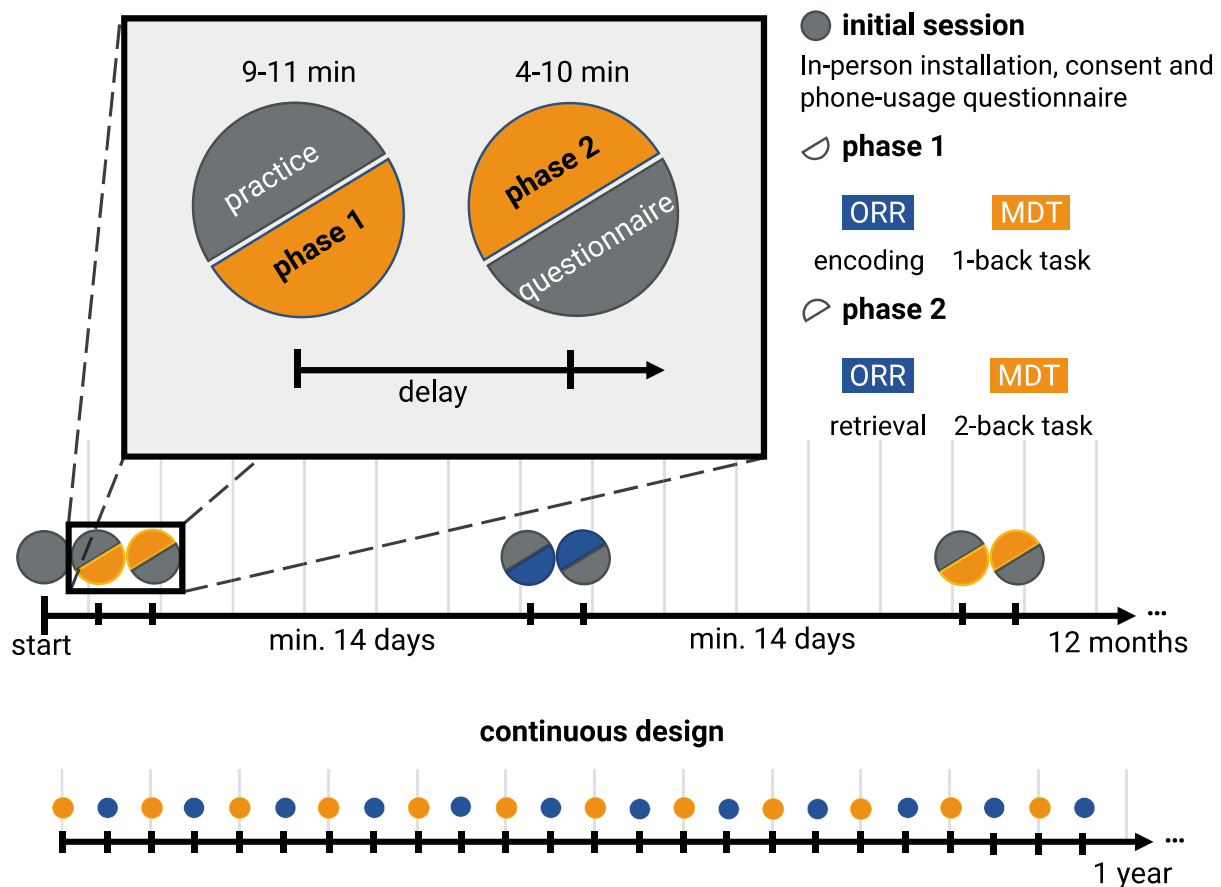 initial session
In-person installation, consent and
phone-usage questionnaire
phase 1
ORR MDT
encoding 1-back task
phase 2
ORR MDT
retrieval 2-back task
9-11 min 4-10 min
practice
phase 1
phase 2
questionnaire
delay
start
min. 14 days
min. 14 days
12 months
...
continuous design
...
1 year